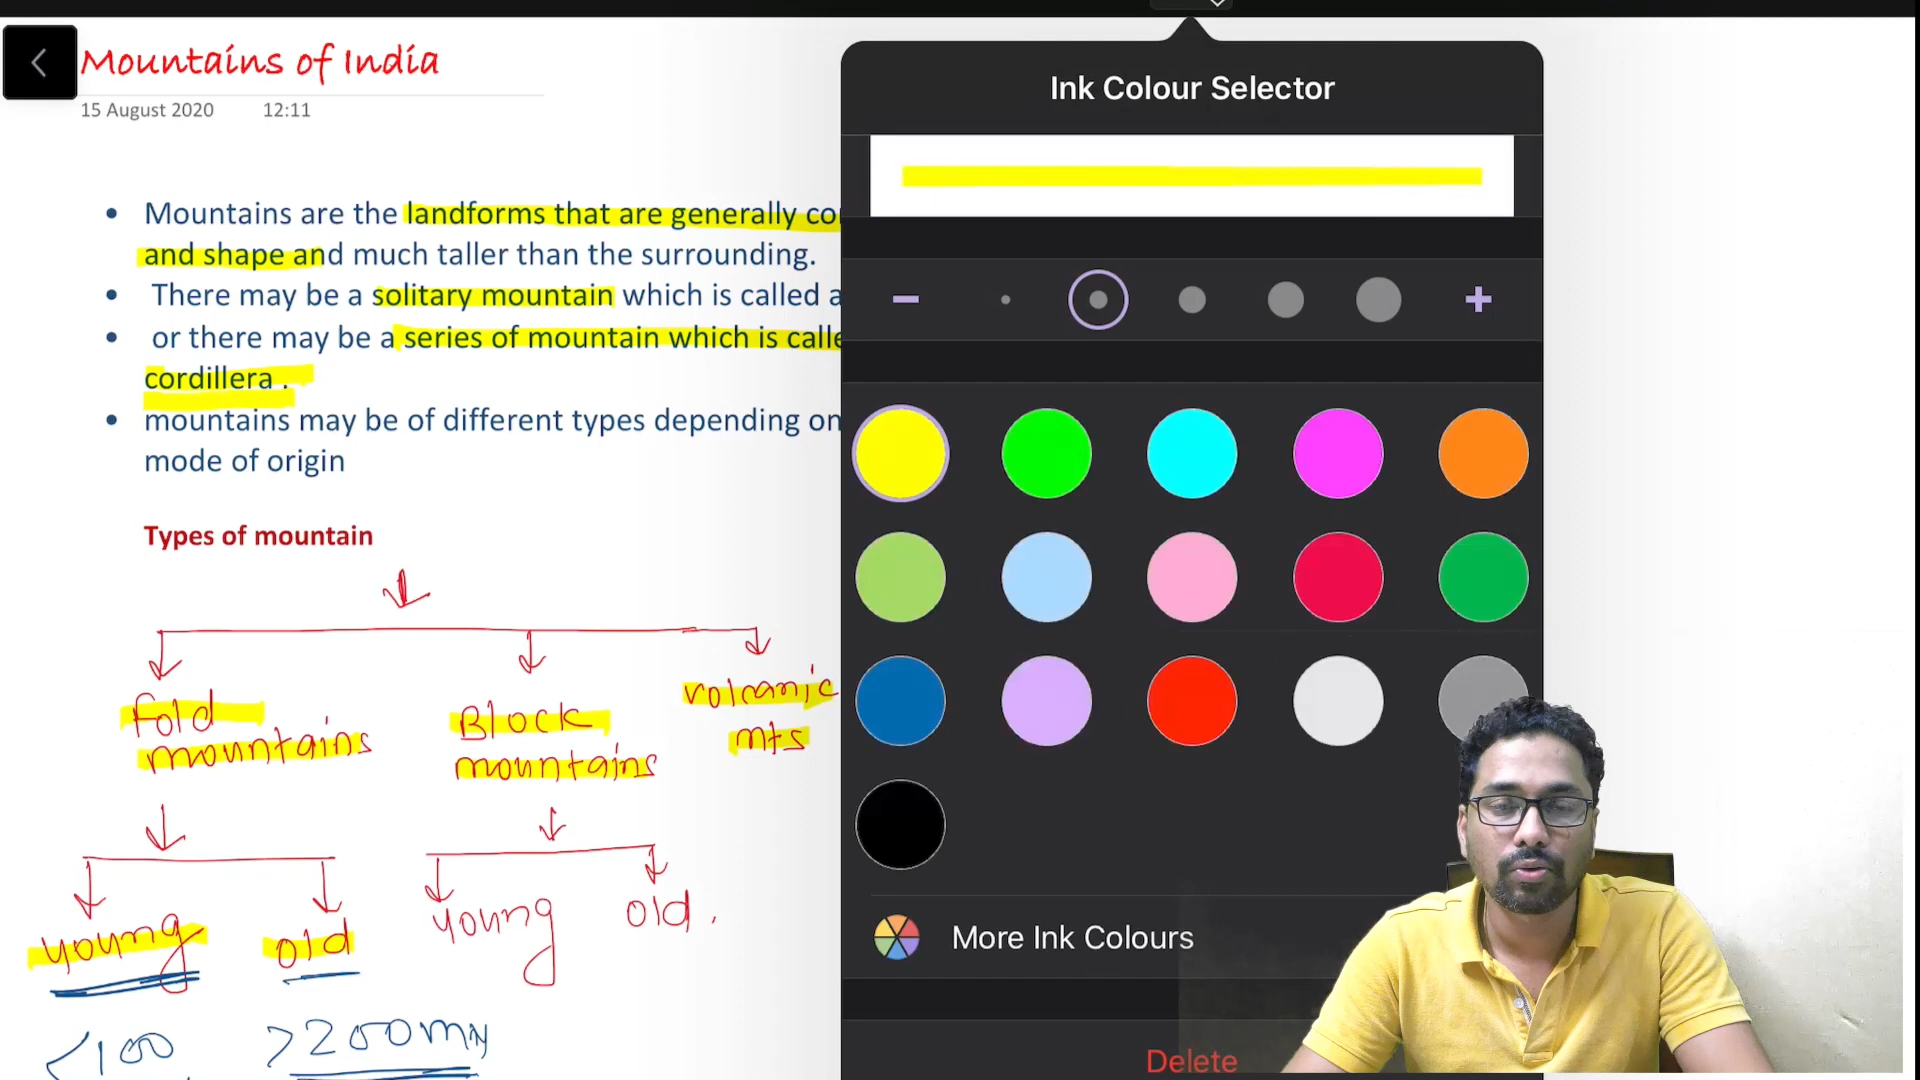 Mountains of India
15 August 2020 12:11
• Mountains are the landforms that are generally co
and shape and much taller than the surrounding.
• There may be a solitary mountain which is called a
• or there may be a series of mountain which is calle
cordillera .
• mountains may be of different types depending on
mode of origin
Types of mountain
fold
mountains
Block
mountains
volcanic
mts
young
old
young
old.
<100
>200my
Ink Colour Selector
More Ink Colours
Delete